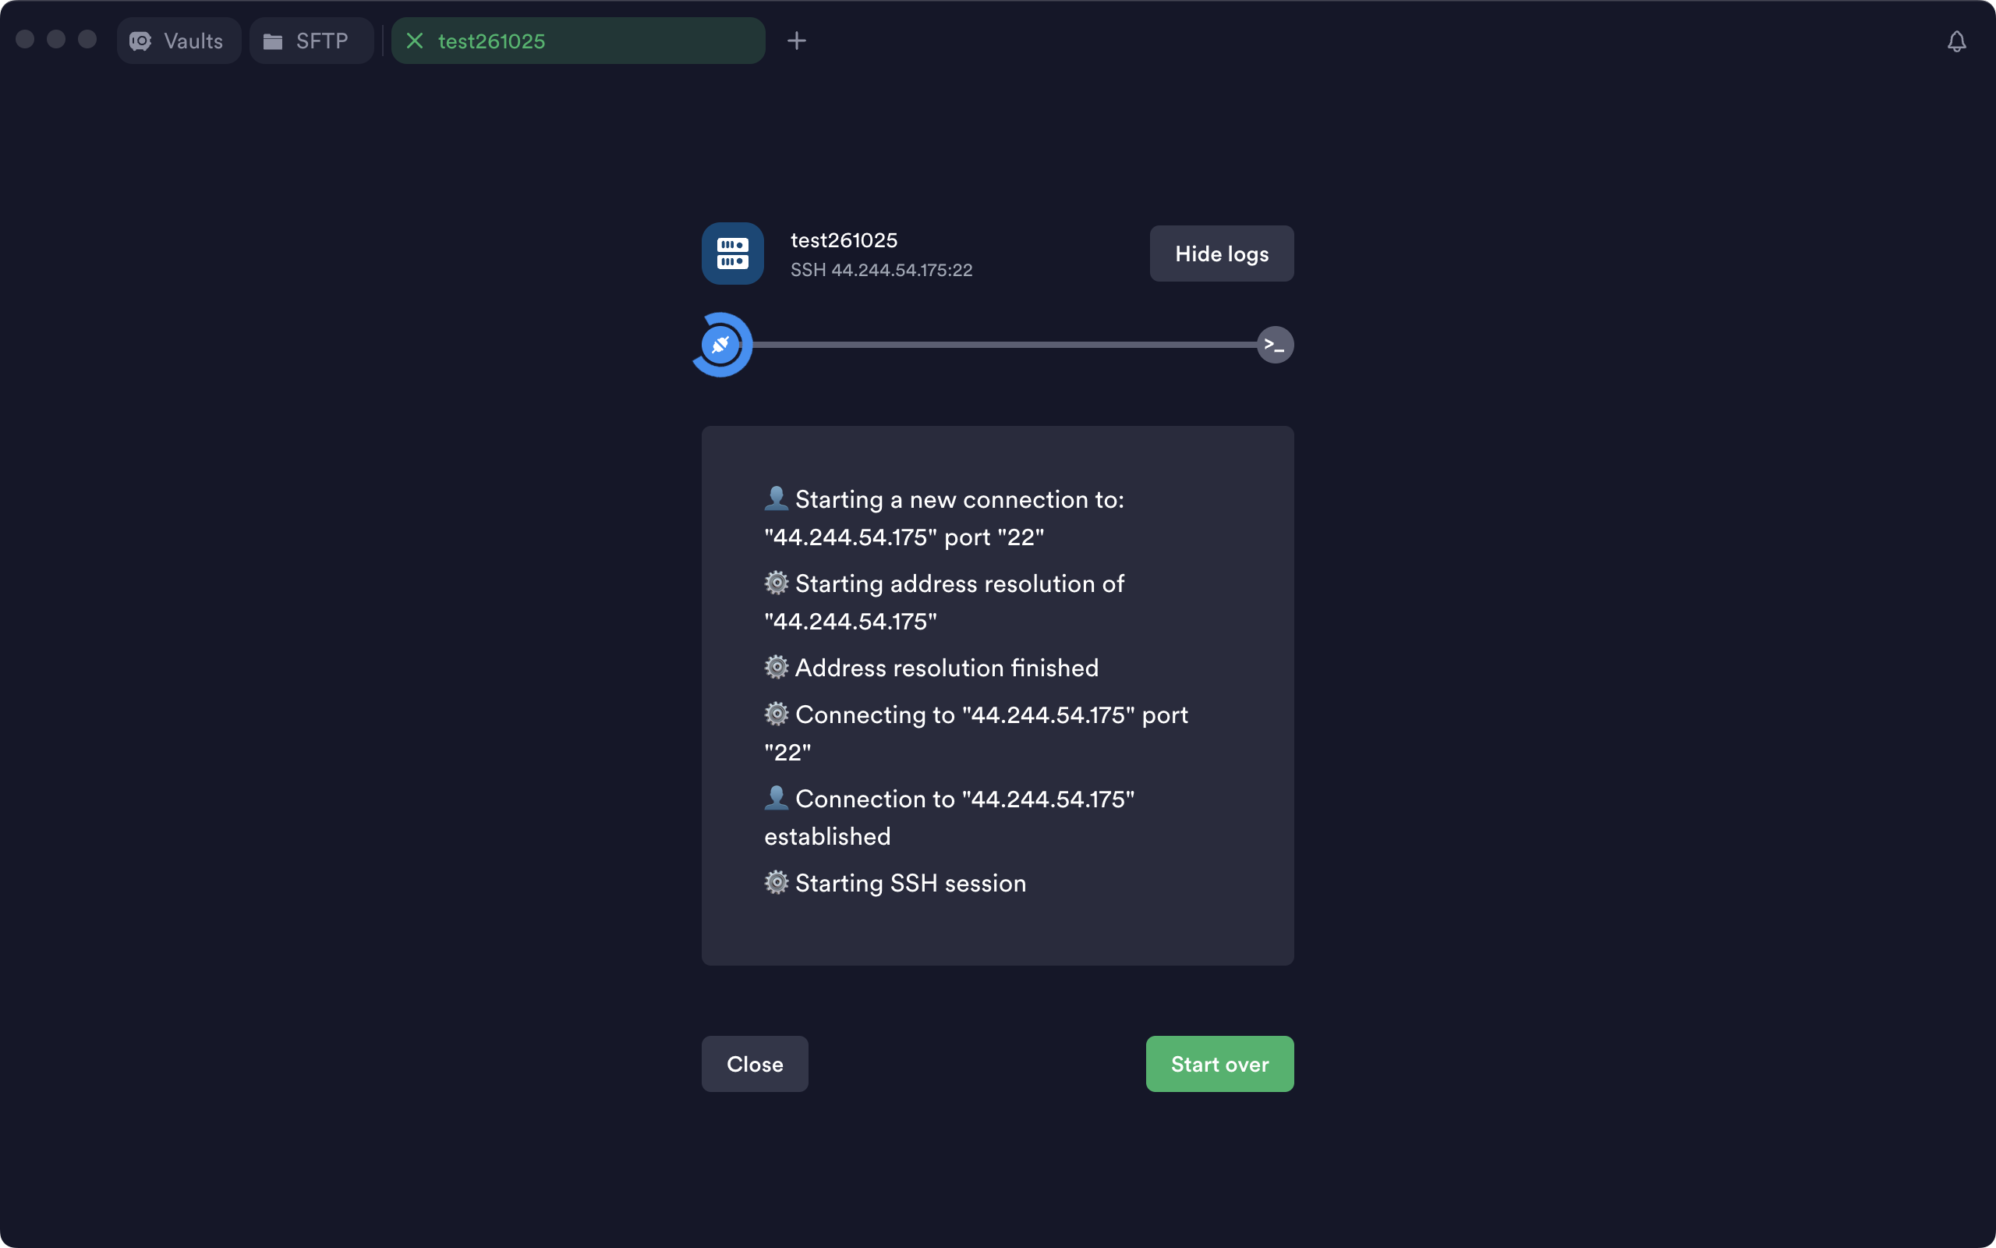 Vaults
SFTP
test261025
test261025
SSH 44.244.54.175:22
Hide logs
>_
👤 Starting a new connection to:
"44.244.54.175" port "22"
⚙️ Starting address resolution of
"44.244.54.175"
⚙️ Address resolution finished
⚙️ Connecting to "44.244.54.175" port
"22"
👤 Connection to "44.244.54.175"
established
⚙️ Starting SSH session
Close
Start over